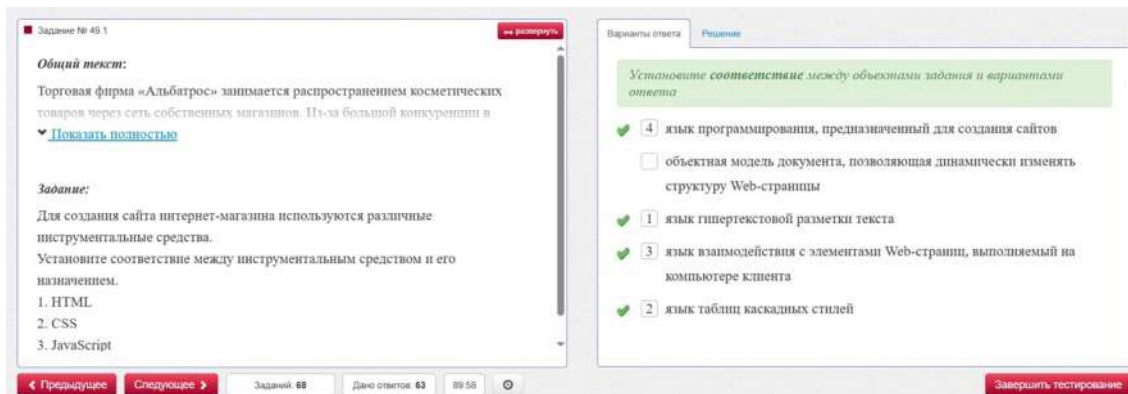 Задание № 49.1
развернуть
Общий текст:
Торговая фирма «Альбатрос» занимается распространением косметических
товаров через сеть собственных магазинов. Из-за большой конкуренции в
Показать полностью
Задание:
Для создания сайта интернет-магазина используются различные
инструментальные средства.
Установите соответствие между инструментальным средством и его
назначением.
1. HTML
2. CSS
3. JavaScript
Варианты ответа
Решение
Установите соответствие между объектами задания и вариантами
ответа
4 язык программирования, предназначенный для создания сайтов
объектная модель документа, позволяющая динамически изменять
структуру Web-страницы
1 язык гипертекстовой разметки текста
3 язык взаимодействия с элементами Web-страниц, выполняемый на
компьютере клиента
2 язык таблиц каскадных стилей
Предыдущее
Следующее
Заданий: 68
Дано ответов: 63
89:58
Завершить тестирование